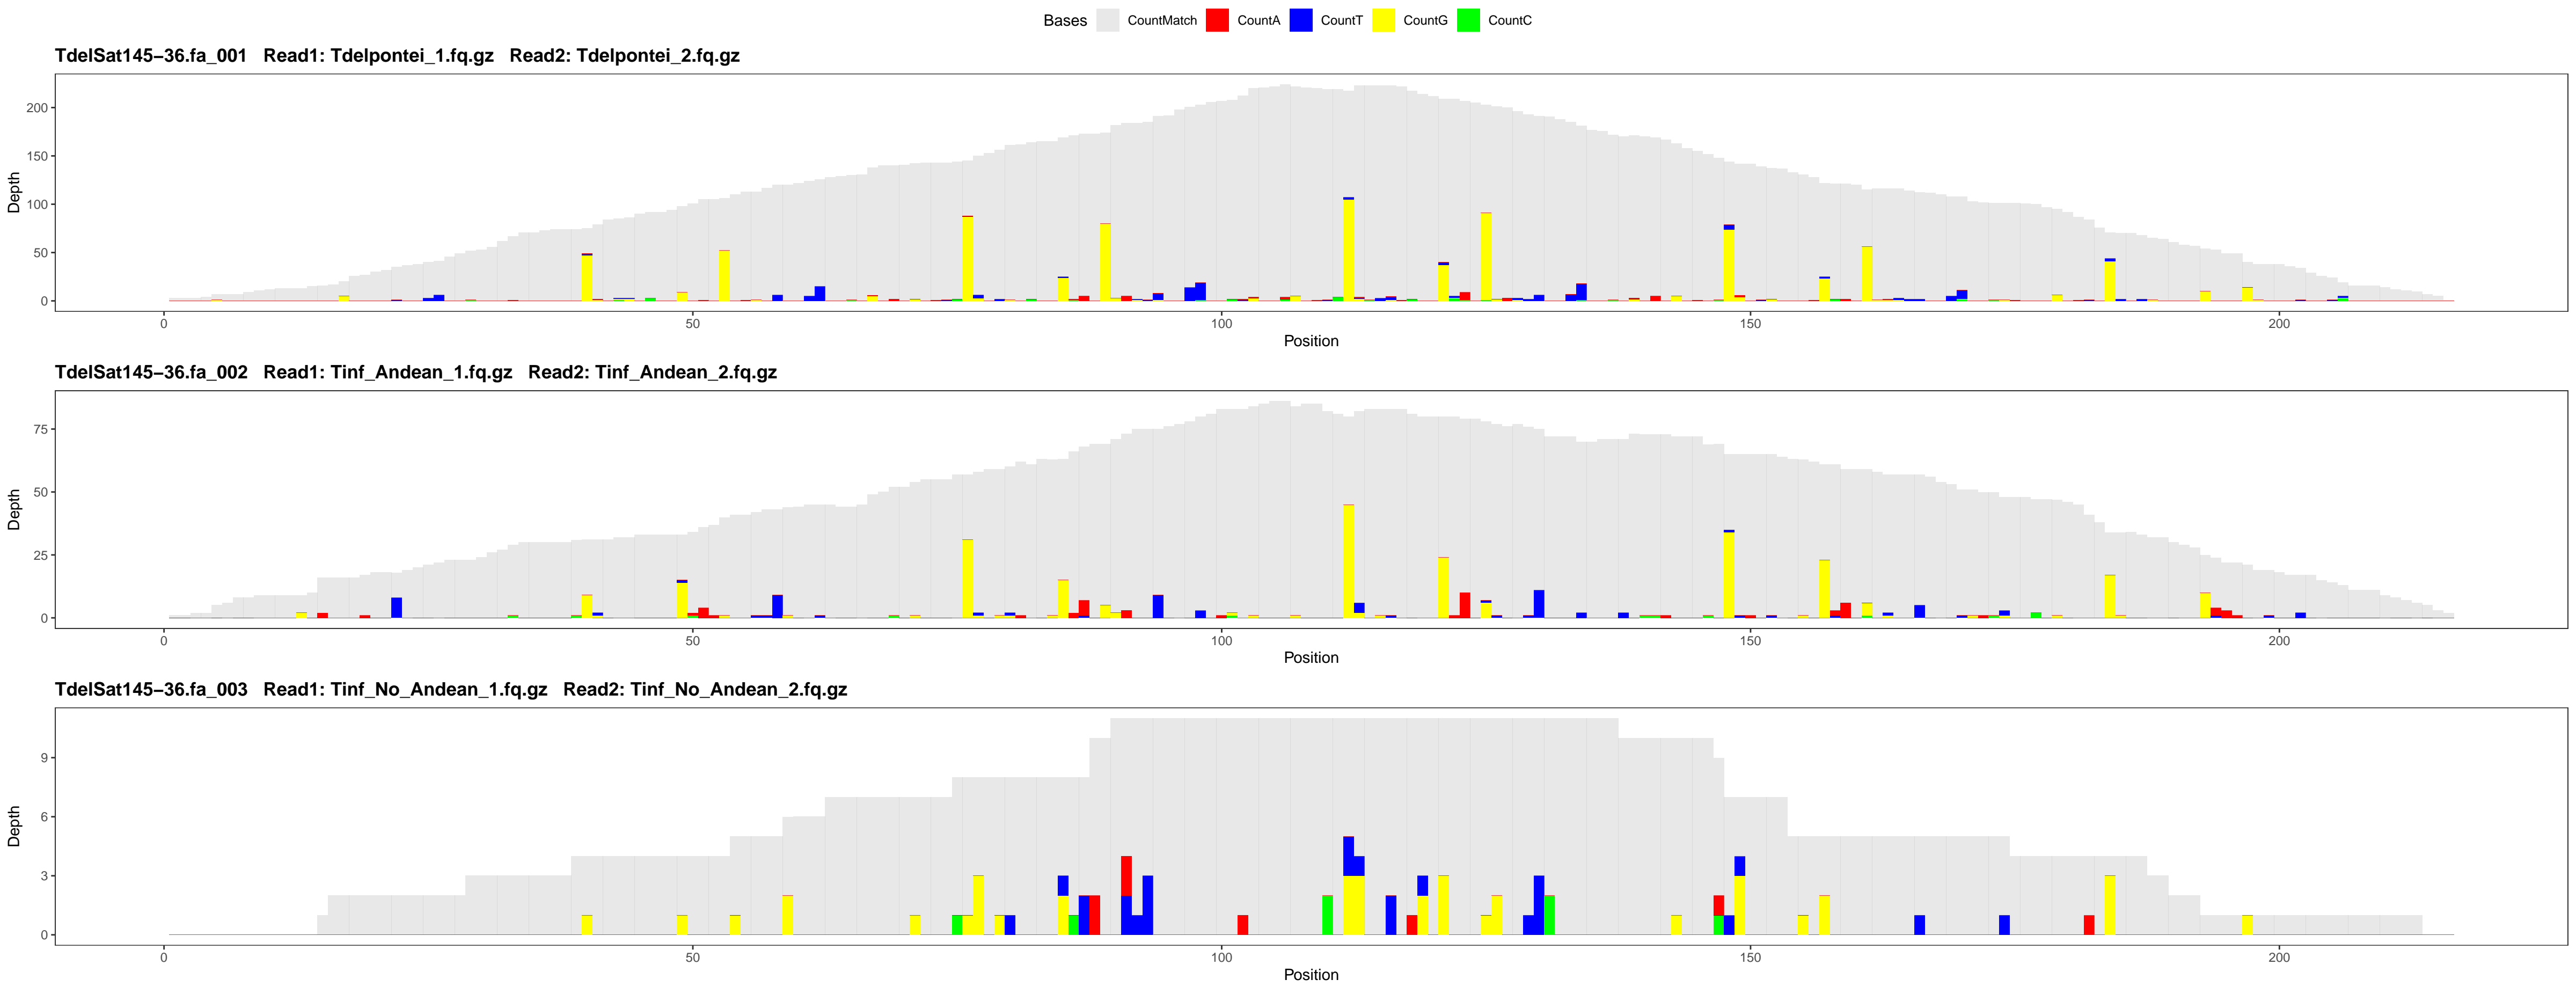 Bases CountMatch CountA CountT CountG CountC
TdelSat145−36.fa_001 Read1: Tdelpontei_1.fq.gz Read2: Tdelpontei_2.fq.gz
200
150
100
50
0
Depth
0 50 100 150 200
Position
TdelSat145−36.fa_002 Read1: Tinf_Andean_1.fq.gz Read2: Tinf_Andean_2.fq.gz
75
50
25
0
Depth
0 50 100 150 200
Position
TdelSat145−36.fa_003 Read1: Tinf_No_Andean_1.fq.gz Read2: Tinf_No_Andean_2.fq.gz
9
6
3
0
Depth
0 50 100 150 200
Position